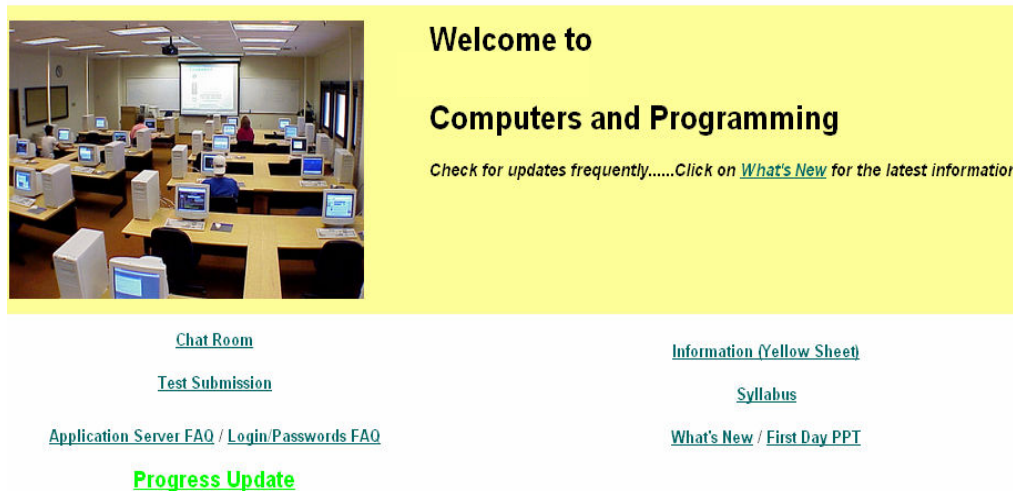 Welcome to
Computers and Programming
Check for updates frequently......Click on What's New for the latest information
Chat Room
Test Submission
Application Server FAQ / Login/Passwords FAQ
Progress Update
Information (Yellow Sheet)
Syllabus
What's New / First Day PPT